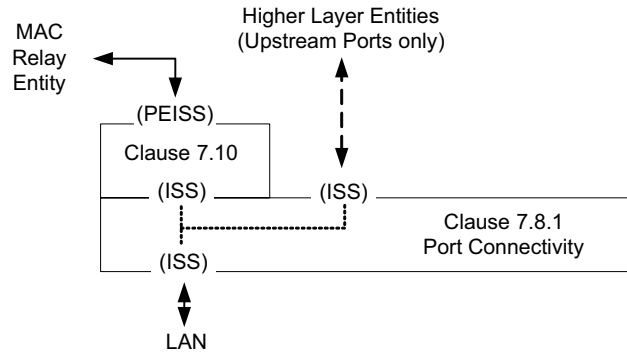 Higher Layer Entities
(Upstream Ports only)
MAC
Relay
Entity
(PEISS)
Clause 7.10
(ISS)
(ISS)
Clause 7.8.1
Port Connectivity
(ISS)
LAN